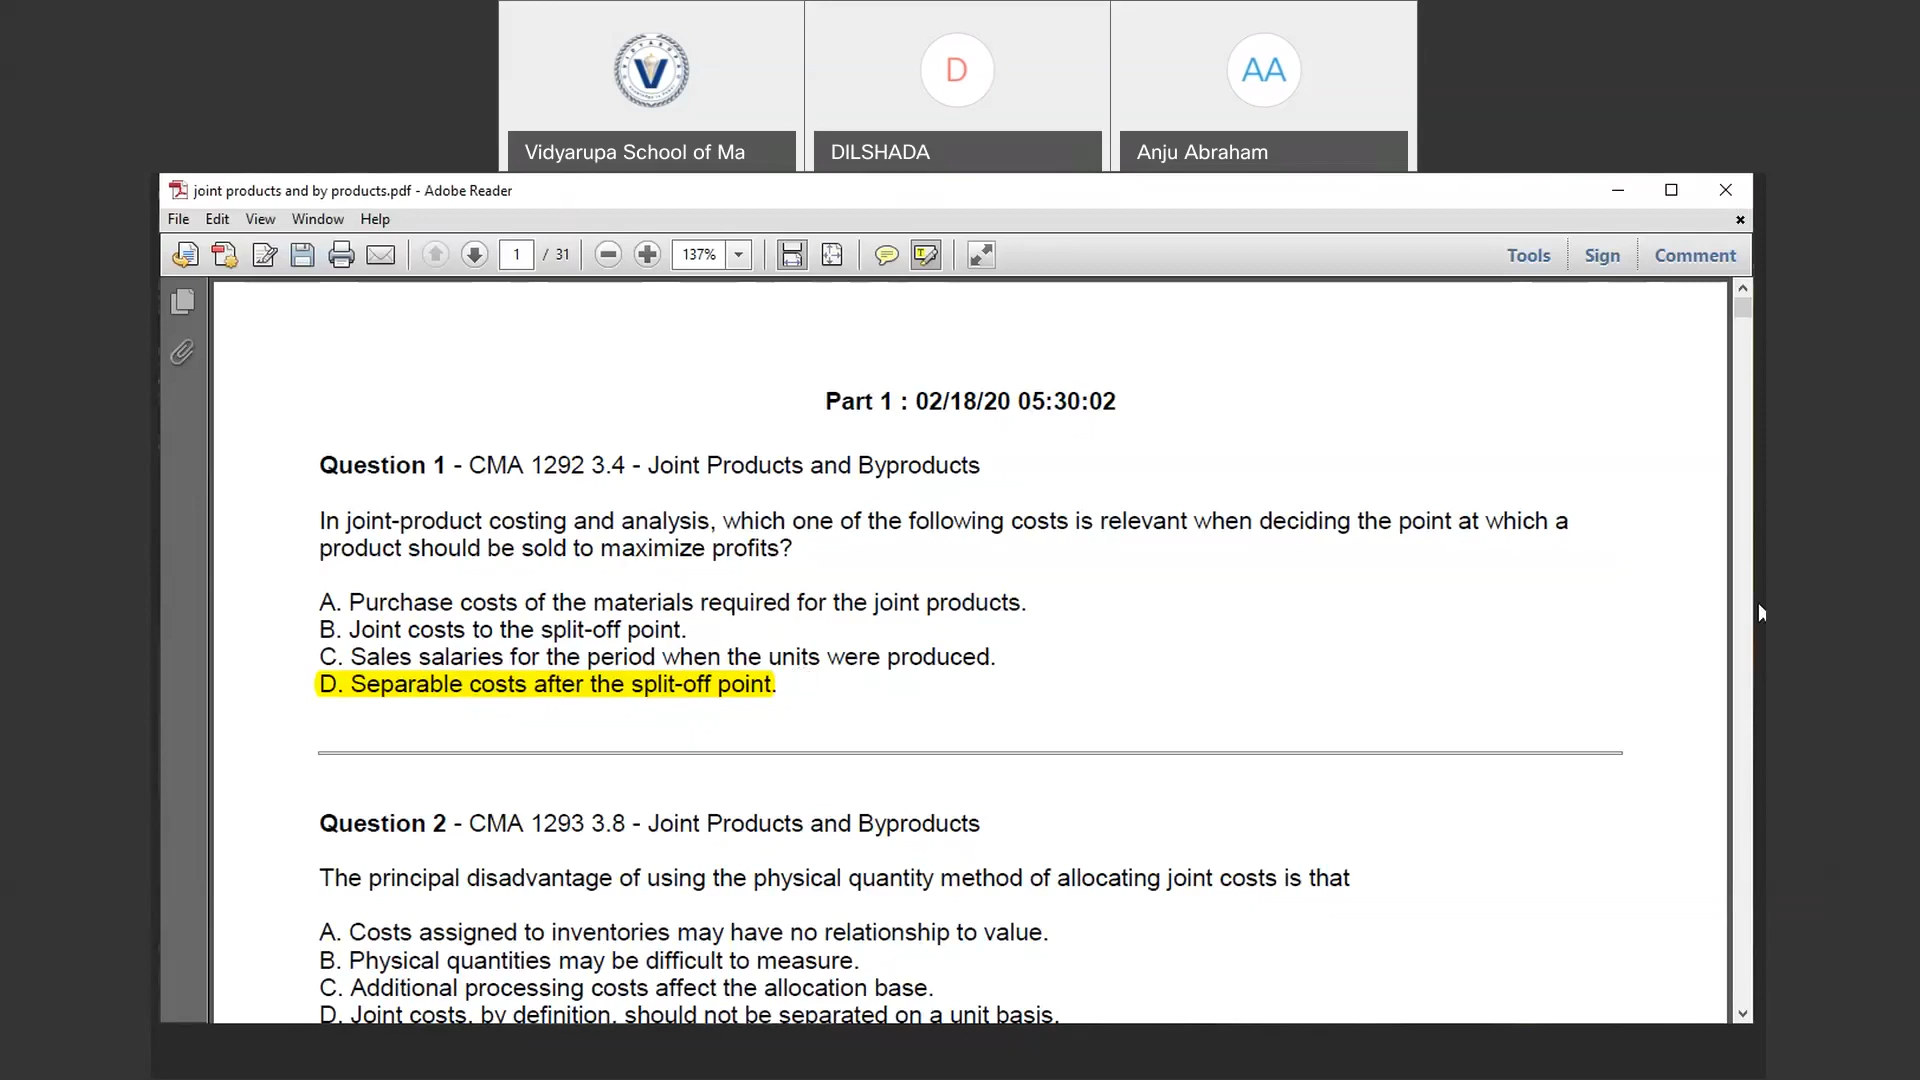 V
D
AA
Vidyarupa School of Ma
DILSHADA
Anju Abraham
joint products and by products.pdf - Adobe Reader
File Edit View Window Help
1 / 31 137% Tools Sign Comment
Part 1 : 02/18/20 05:30:02
Question 1 - CMA 1292 3.4 - Joint Products and Byproducts
In joint-product costing and analysis, which one of the following costs is relevant when deciding the point at which a
product should be sold to maximize profits?
A. Purchase costs of the materials required for the joint products.
B. Joint costs to the split-off point.
C. Sales salaries for the period when the units were produced.
D. Separable costs after the split-off point.
Question 2 - CMA 1293 3.8 - Joint Products and Byproducts
The principal disadvantage of using the physical quantity method of allocating joint costs is that
A. Costs assigned to inventories may have no relationship to value.
B. Physical quantities may be difficult to measure.
C. Additional processing costs affect the allocation base.
D. Joint costs, by definition, should not be separated on a unit basis.